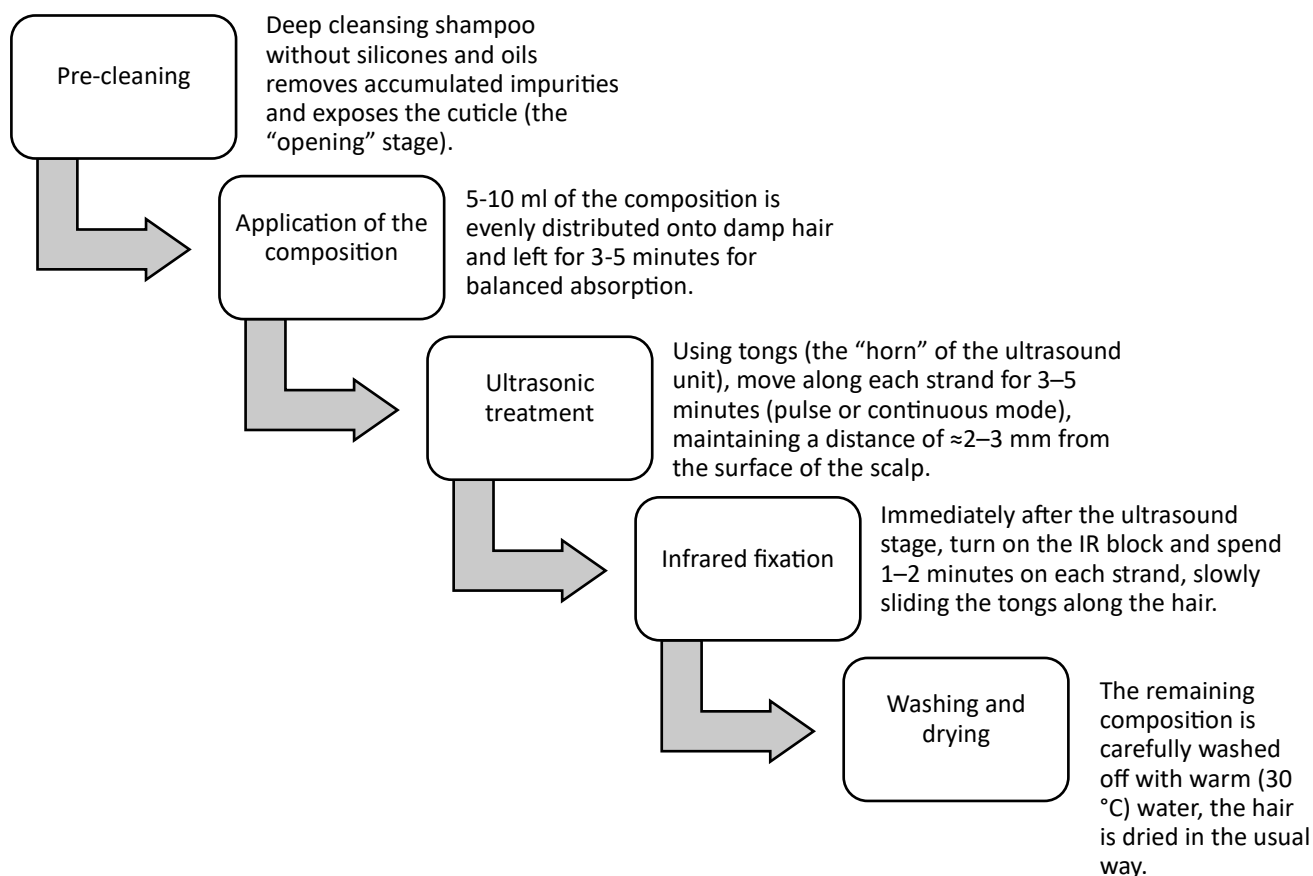 Pre-cleaning
Deep cleansing shampoo
without silicones and oils
removes accumulated impurities
and exposes the cuticle (the
“opening” stage).
Application of the
composition
5-10 ml of the composition is
evenly distributed onto damp hair
and left for 3-5 minutes for
balanced absorption.
Ultrasonic
treatment
Using tongs (the “horn” of the ultrasound
unit), move along each strand for 3–5
minutes (pulse or continuous mode),
maintaining a distance of ≈2–3 mm from
the surface of the scalp.
Infrared fixation
Immediately after the ultrasound
stage, turn on the IR block and spend
1–2 minutes on each strand, slowly
sliding the tongs along the hair.
Washing and
drying
The remaining
composition is
carefully washed
off with warm (30
°C) water, the hair
is dried in the usual
way.